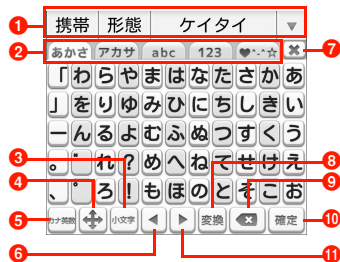 携帯 形態 ケイタイ ▼
あかさ アカサ abc 123 ♥^-^☆ ✖
「わらやまはなたさかあ
」をりゆみひにちしきい
ーんるよむふぬつすくう
。゛れ?めへねてせけえ
、゜ろ!もほのとそこお
カナ英数 小文字 ◀ ▶ 変換 確定
1
2
3
4
5
6
7
8
9
10
11